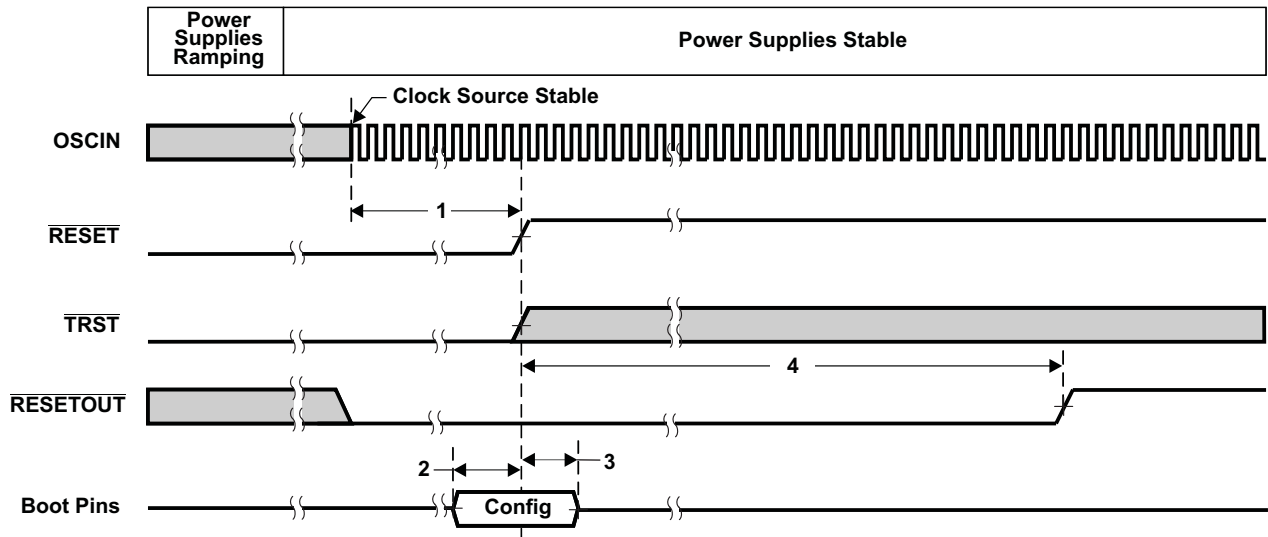 Power
Supplies
Ramping
Power Supplies Stable
Clock Source Stable
OSCIN
1
RESET
TRST
4
RESETOUT
2
3
Boot Pins
Config